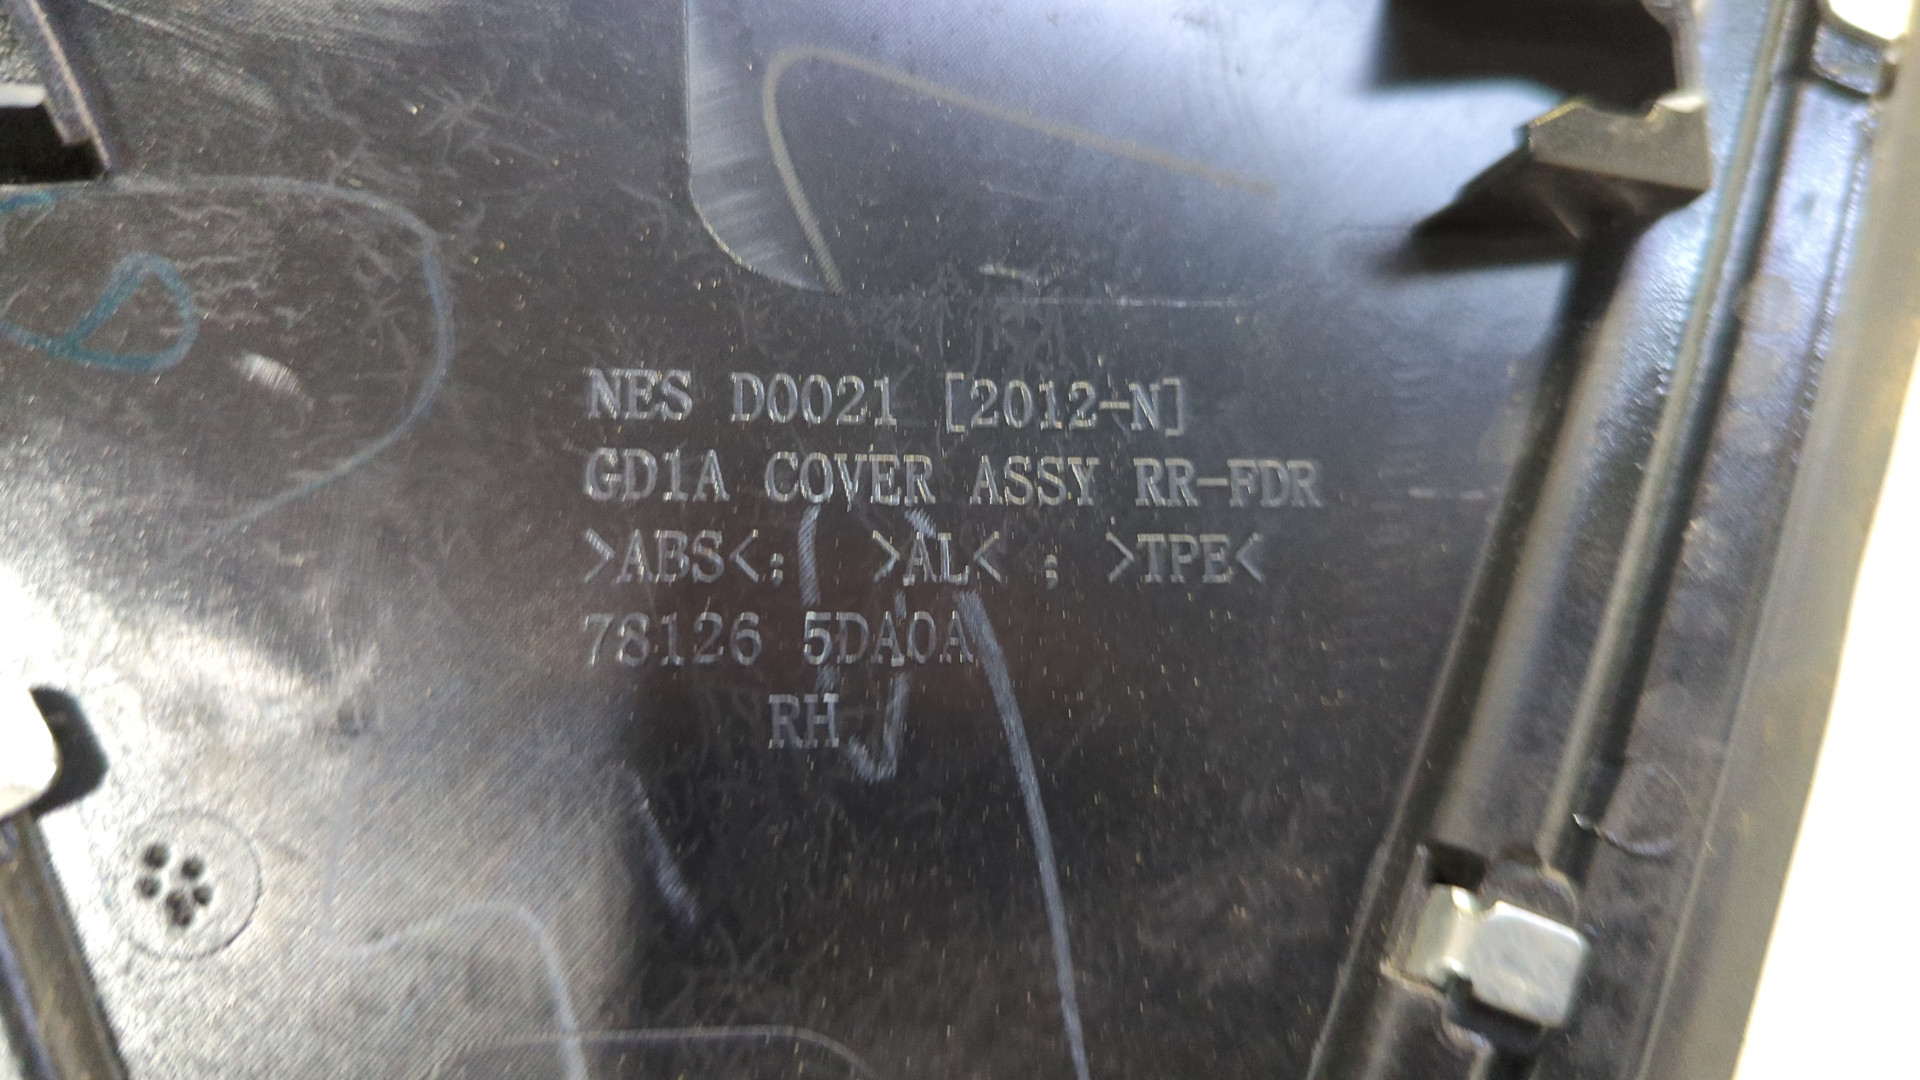 NES D0021 [2012-N]
GD1A COVER ASSY RR-FDR
>ABS<; >AL< ; >TPE<
78126 5DA0A
RH